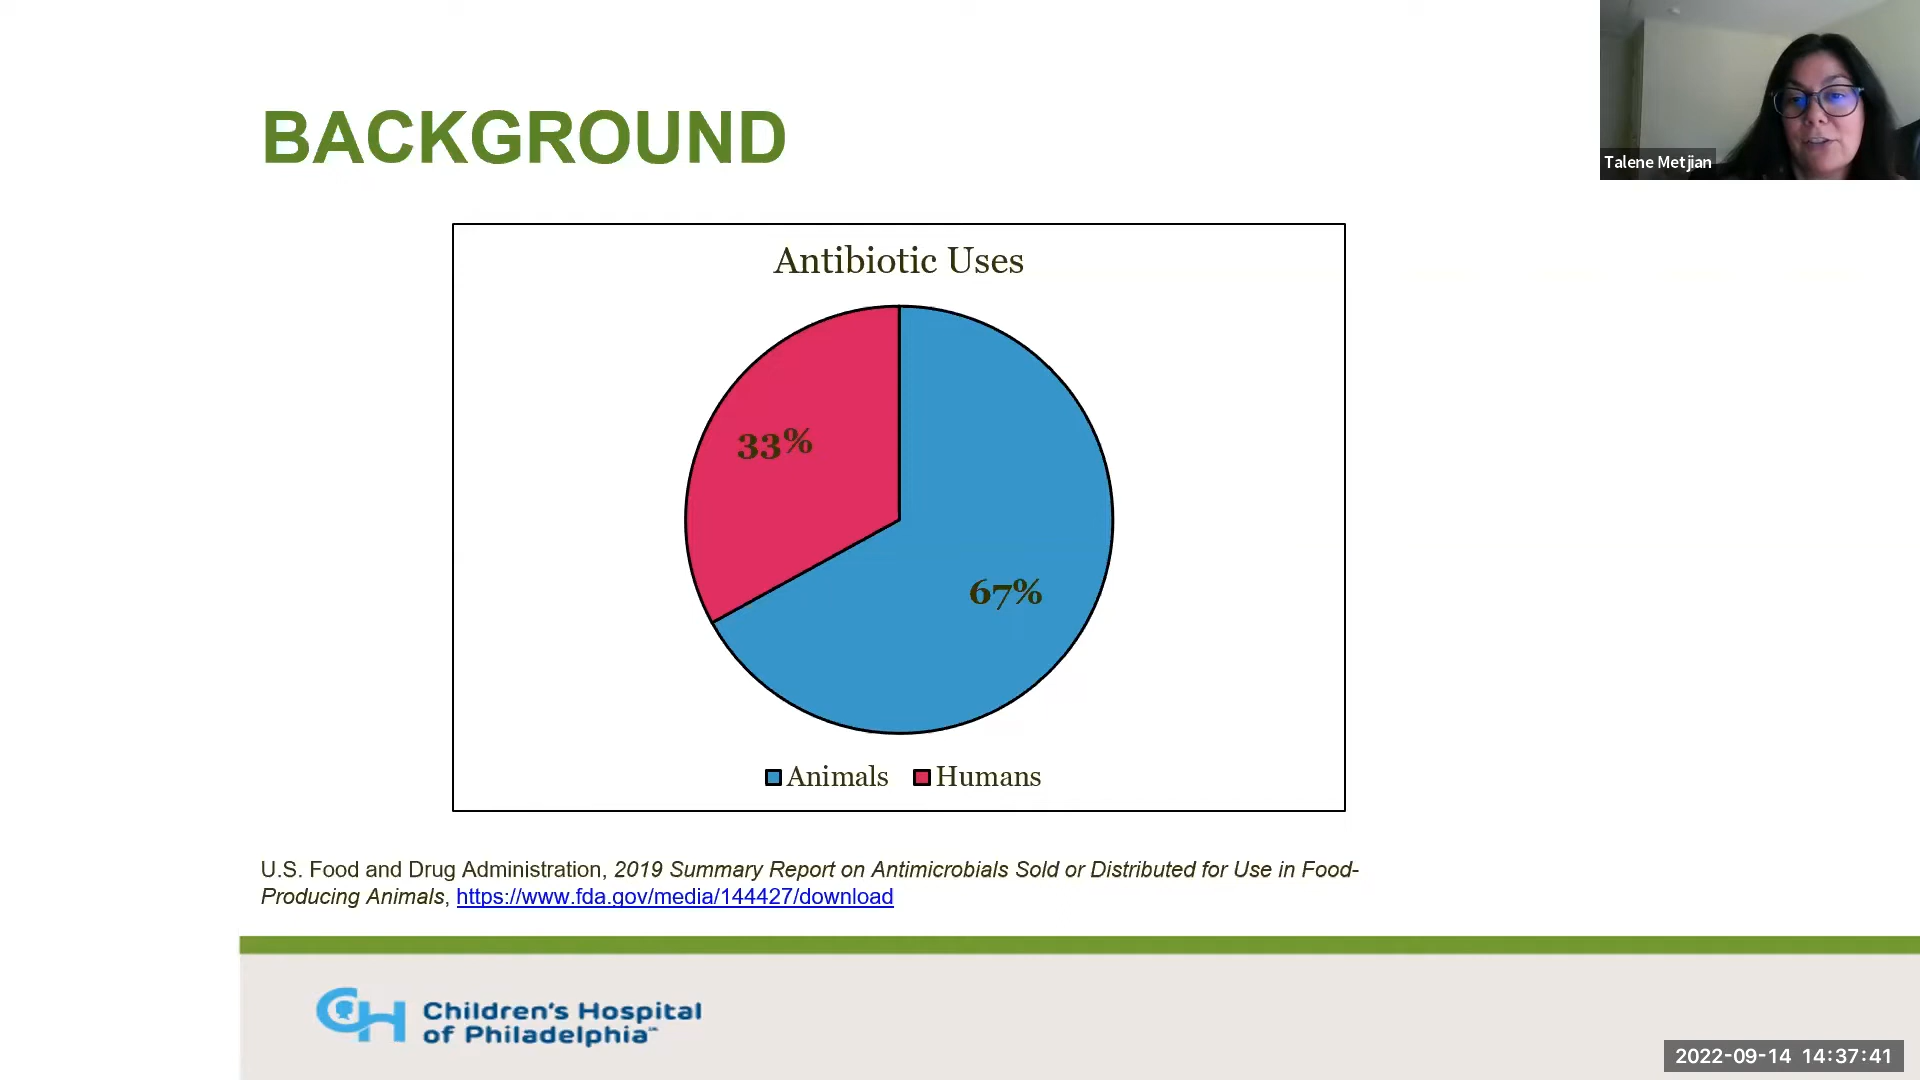 BACKGROUND
Talene Metjian
Antibiotic Uses
33%
67%
Animals Humans
U.S. Food and Drug Administration, 2019 Summary Report on Antimicrobials Sold or Distributed for Use in Food-
Producing Animals, https://www.fda.gov/media/144427/download
CH
Children's Hospital
of Philadelphia
2022-09-14 14:37:41